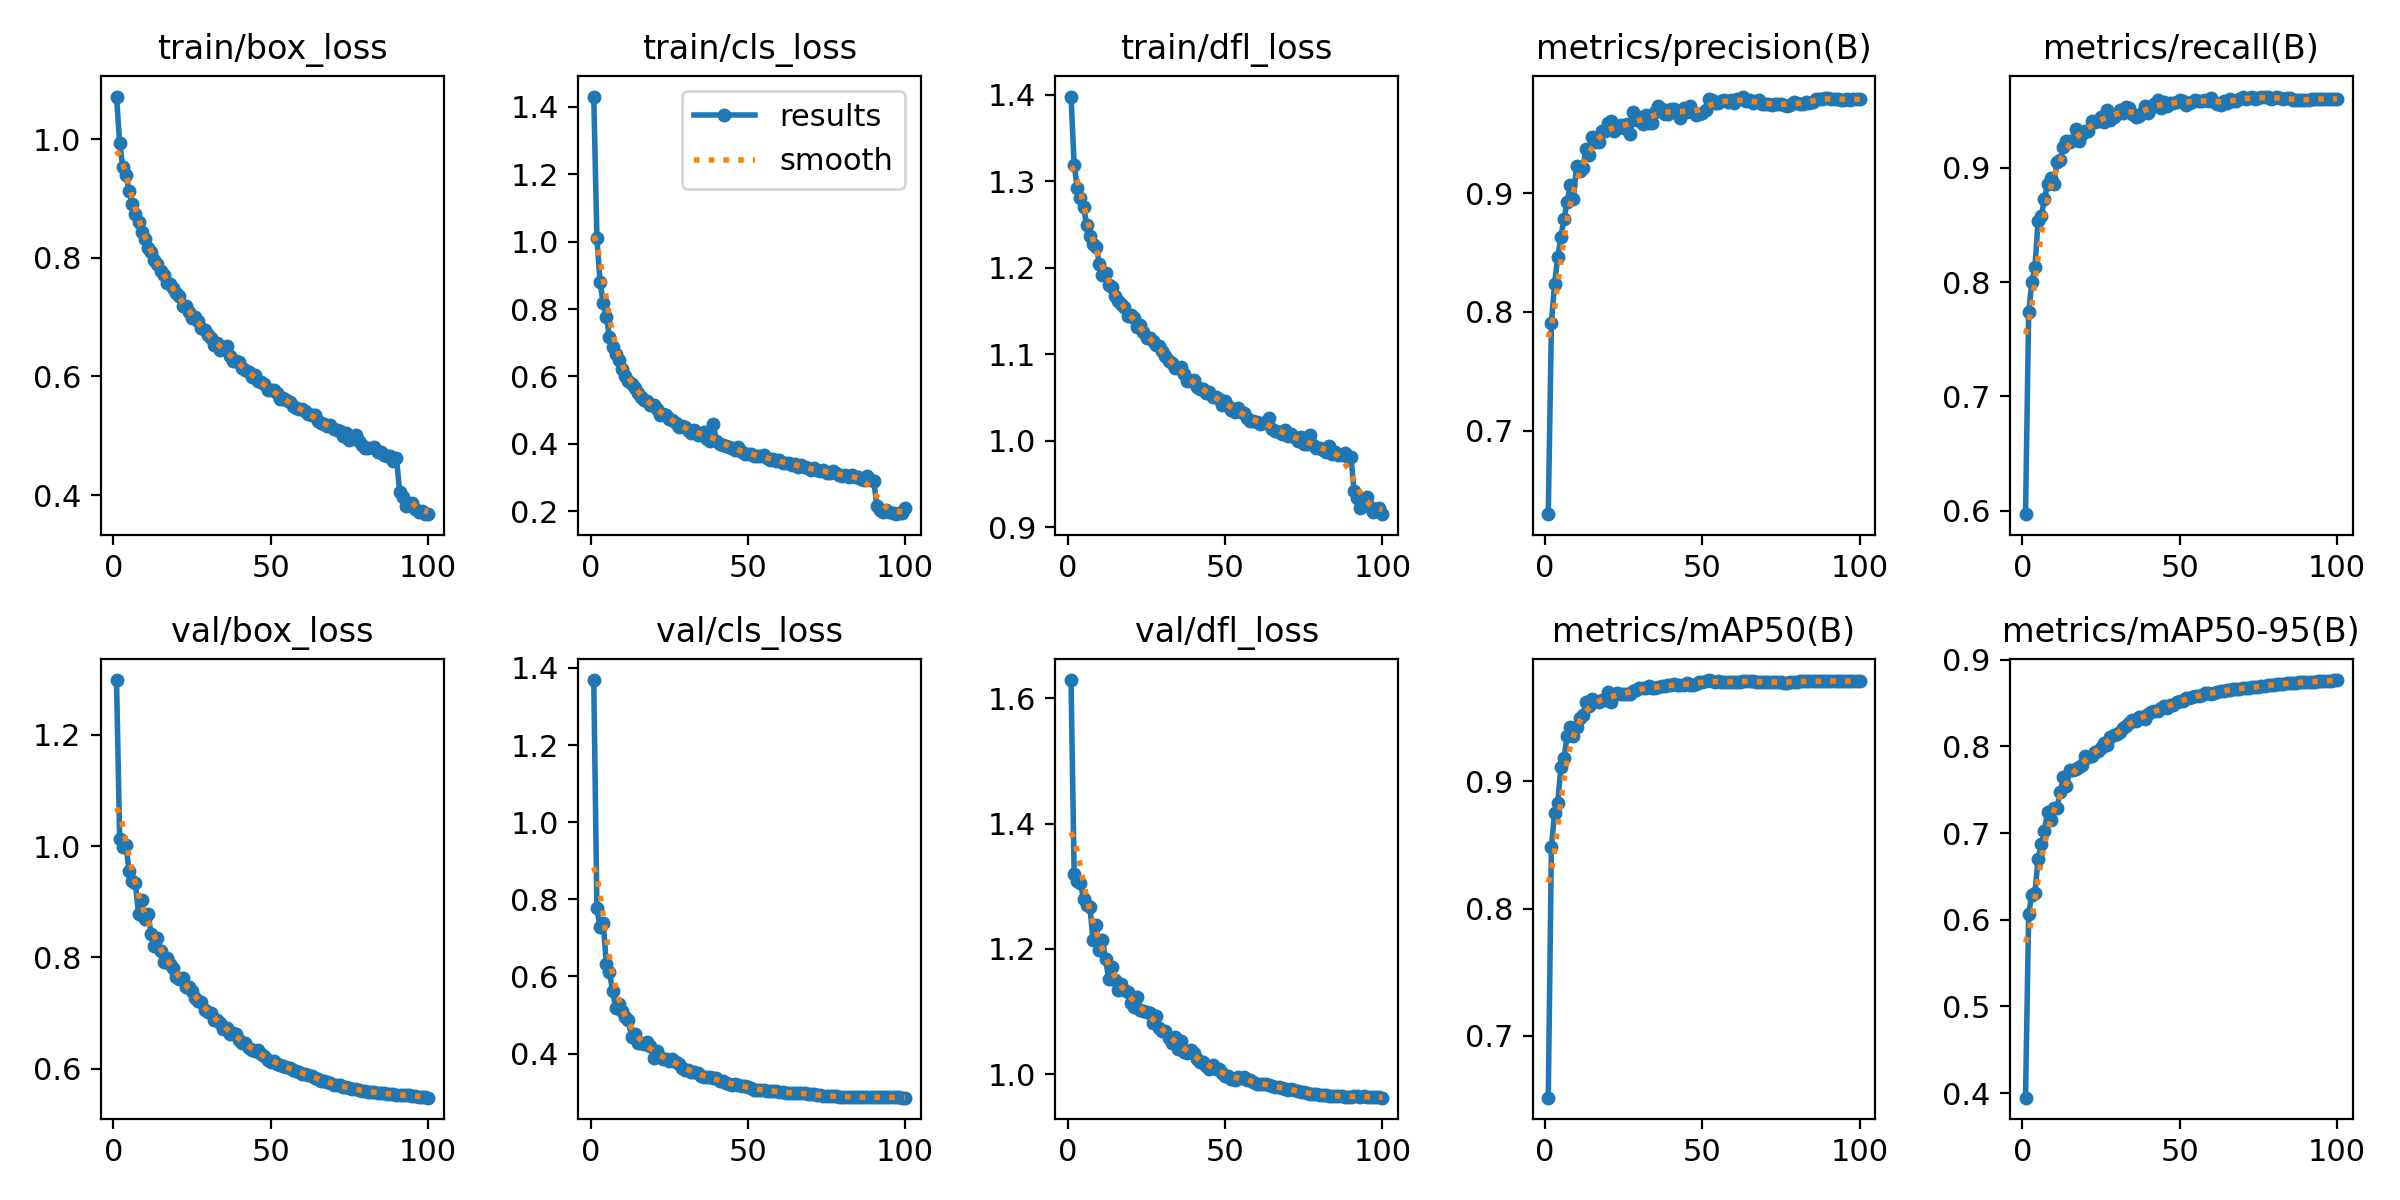 train/box_loss
1.0
0.8
0.6
0.4
0 50 100
train/cls_loss
results
smooth
1.4
1.2
1.0
0.8
0.6
0.4
0.2
0 50 100
train/dfl_loss
1.4
1.3
1.2
1.1
1.0
0.9
0 50 100
metrics/precision(B)
0.9
0.8
0.7
0 50 100
metrics/recall(B)
0.9
0.8
0.7
0.6
0 50 100
val/box_loss
1.2
1.0
0.8
0.6
0 50 100
val/cls_loss
1.4
1.2
1.0
0.8
0.6
0.4
0 50 100
val/dfl_loss
1.6
1.4
1.2
1.0
0 50 100
metrics/mAP50(B)
0.9
0.8
0.7
0 50 100
metrics/mAP50-95(B)
0.9
0.8
0.7
0.6
0.5
0.4
0 50 100